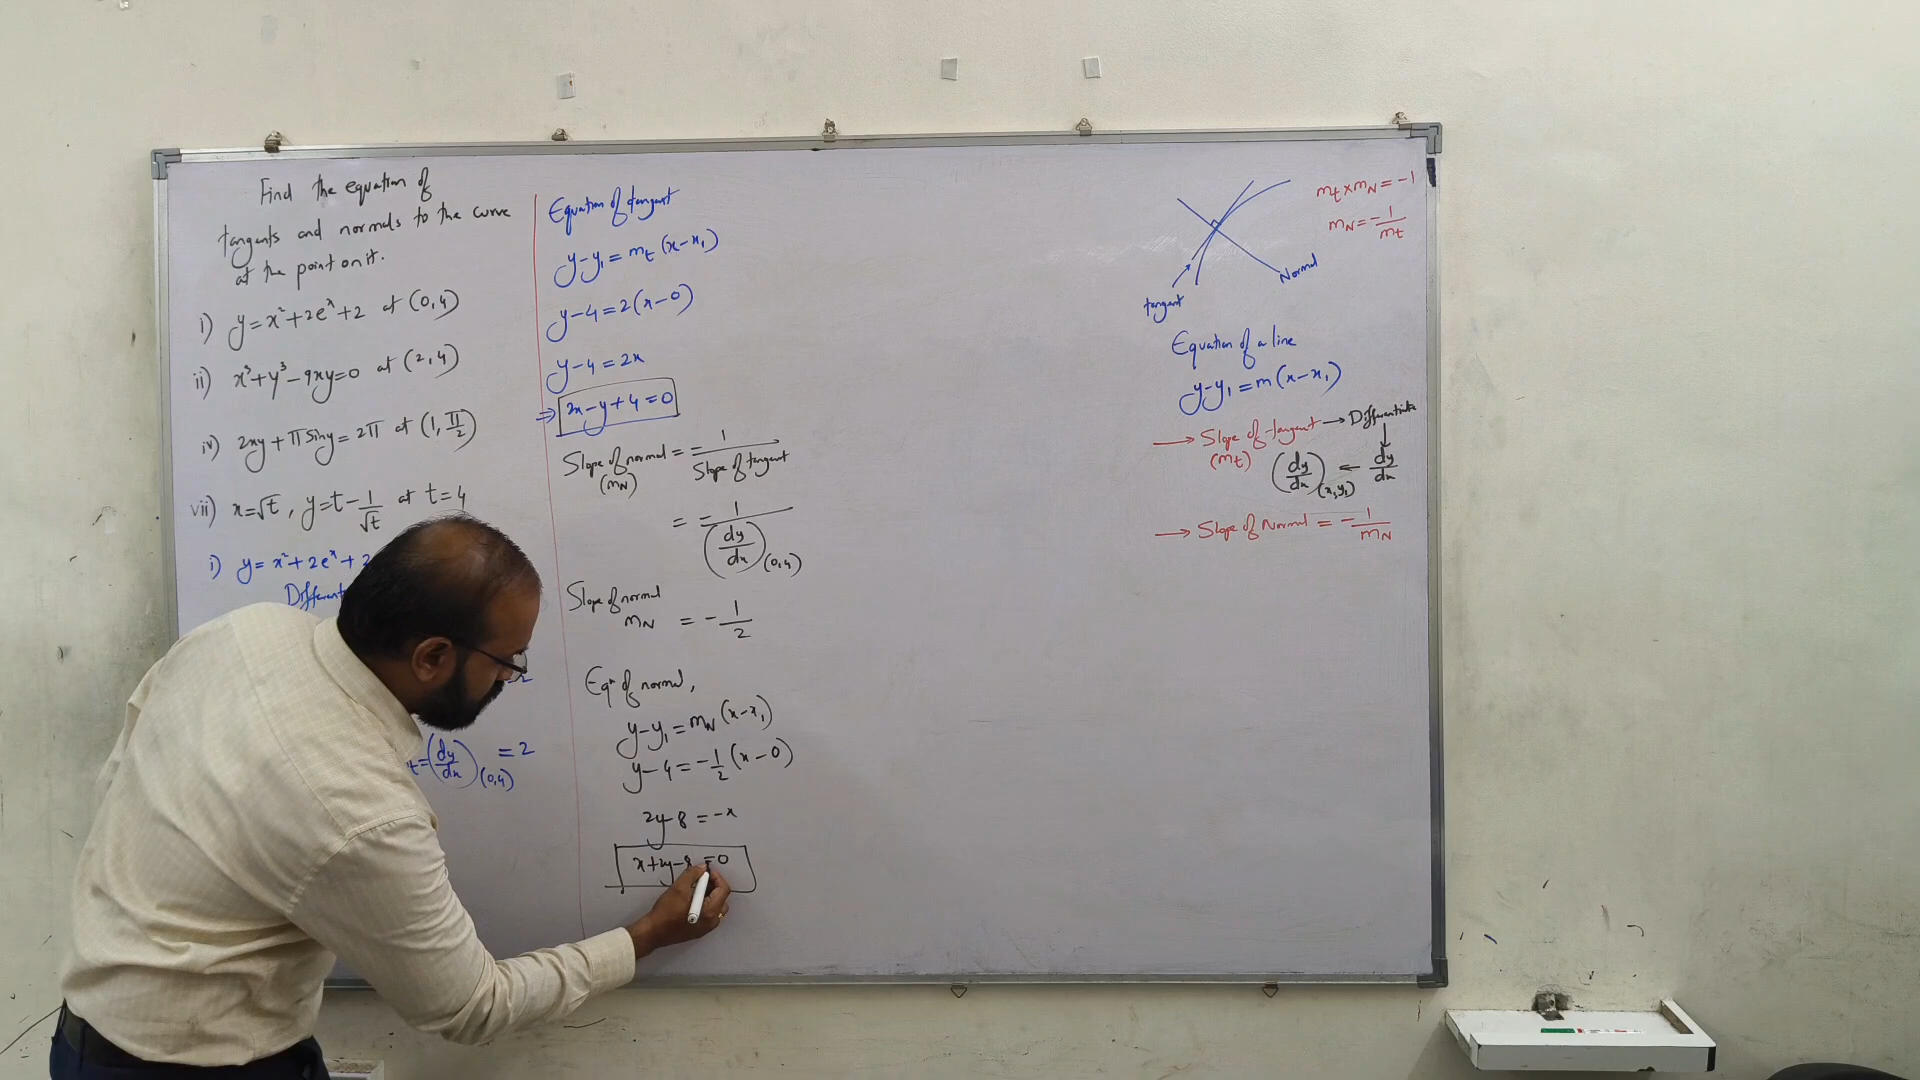 Find the equation of
tangents and normals to the curve
at the point on it.
i) y=x²+2eˣ+2 at (0,4)
ii) x³+y³-9xy=0 at (2,4)
iv) 2xy+πSiny=2π at (1,π/2)
vii) x=√t, y=t-1/√t at t=4
i) y=x²+2eˣ+2
=2
(dy/dx)(0,4) =2
Equation of tangent
y-y₁=mt(x-x₁)
y-4=2(x-0)
y-4=2x
⇒ 2x-y+4=0
Slope of normal = -1/Slope of tangent
(mN)
= -1/(dy/dx)(0,4)
Slope of normal
mN = -1/2
Eqⁿ of normal,
y-y₁=mN(x-x₁)
y-4=-1/2(x-0)
2y-8=-x
x+2y-8=0
mt×mN=-1
mN=-1/mt
Normal
tangent
Equation of a line
y-y₁=m(x-x₁)
→ Slope of tangent → Differentiate
(mt) (dy/dx)(x₁,y₁) ← dy/dx
→ Slope of Normal = -1/mN